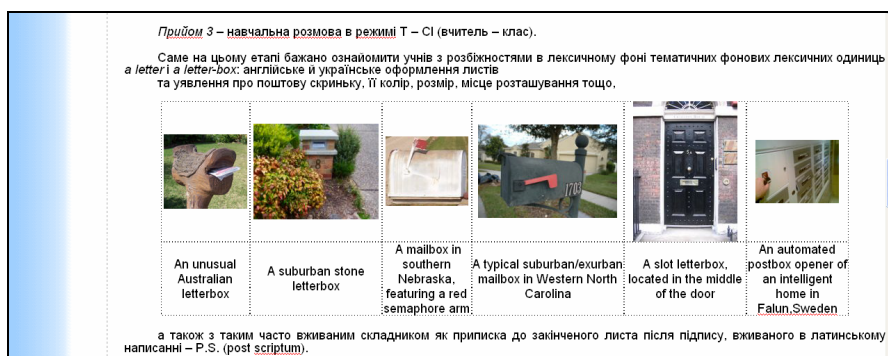 Прийом 3 – навчальна розмова в режимі T – Cl (вчитель – клас).
Саме на цьому етапі бажано ознайомити учнів з розбіжностями в лексичному фоні тематичних фонових лексичних одиниць
a letter і a letter-box: англійське й українське оформлення листів
та уявлення про поштову скриньку, її колір, розмір, місце розташування тощо,
8
1703
An unusual Australian letterbox
A suburban stone letterbox
A mailbox in southern Nebraska, featuring a red semaphore arm
A typical suburban/exurban mailbox in Western North Carolina
A slot letterbox, located in the middle of the door
An automated postbox opener of an intelligent home in Falun,Sweden
а також з таким часто вживаним складником як приписка до закінченого листа після підпису, вживаного в латинському
написанні – P.S. (post scriptum).